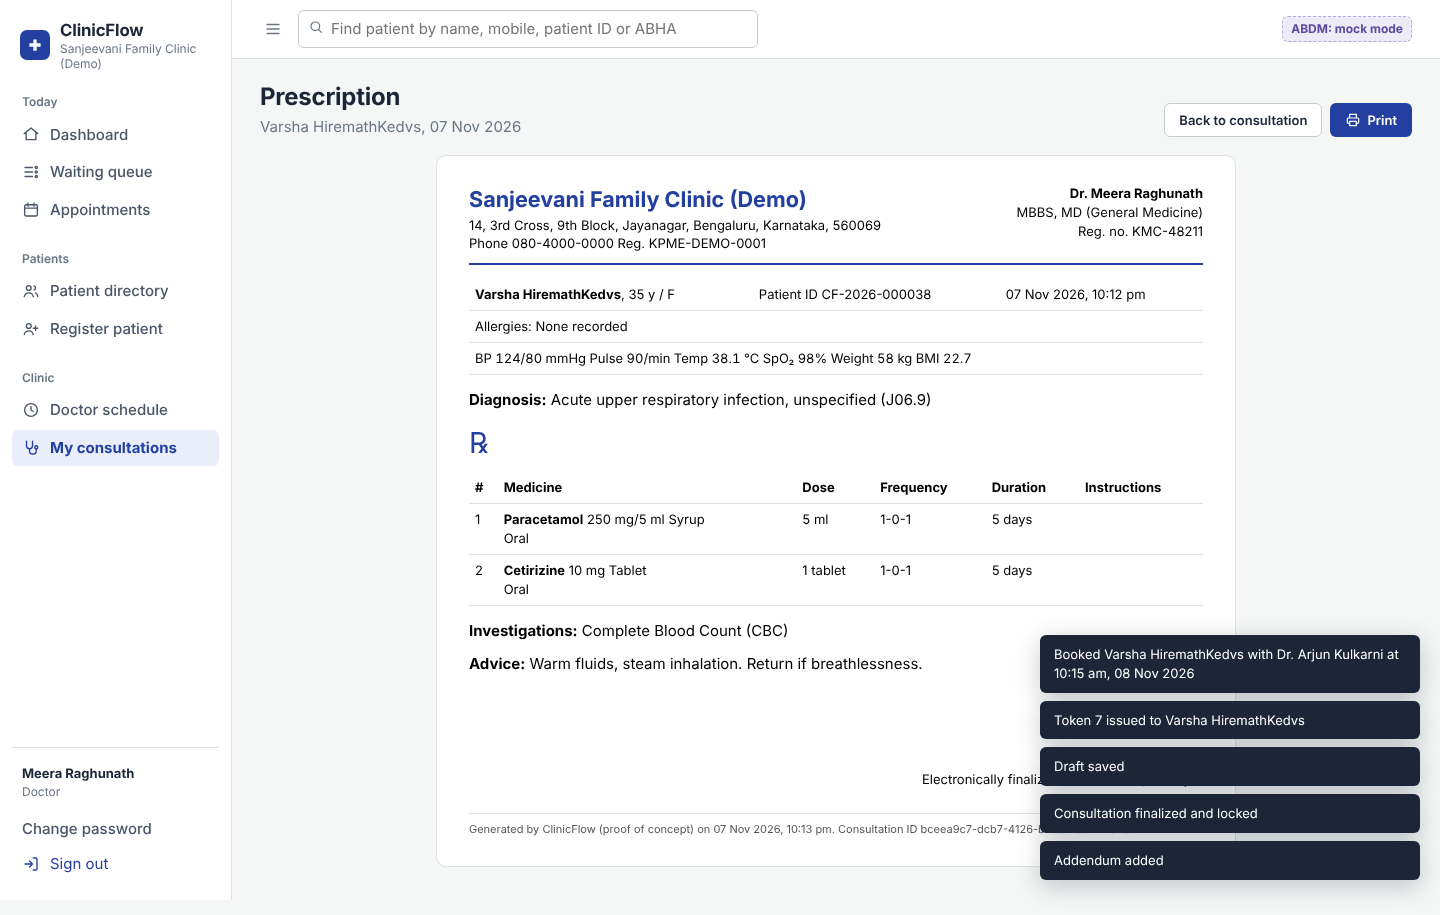 ClinicFlow
Sanjeevani Family Clinic
(Demo)
Today
Dashboard
Waiting queue
Appointments
Patients
Patient directory
Register patient
Clinic
Doctor schedule
My consultations
Meera Raghunath
Doctor
Change password
Sign out
Find patient by name, mobile, patient ID or ABHA
ABDM: mock mode
Prescription
Varsha HiremathKedvs, 07 Nov 2026
Back to consultation
Print
Sanjeevani Family Clinic (Demo)
14, 3rd Cross, 9th Block, Jayanagar, Bengaluru, Karnataka, 560069
Phone 080-4000-0000 Reg. KPME-DEMO-0001
Dr. Meera Raghunath
MBBS, MD (General Medicine)
Reg. no. KMC-48211
Varsha HiremathKedvs, 35 y / F Patient ID CF-2026-000038 07 Nov 2026, 10:12 pm
Allergies: None recorded
BP 124/80 mmHg Pulse 90/min Temp 38.1 °C SpO₂ 98% Weight 58 kg BMI 22.7
Diagnosis: Acute upper respiratory infection, unspecified (J06.9)
℞
# Medicine Dose Frequency Duration Instructions
1 Paracetamol 250 mg/5 ml Syrup 5 ml 1-0-1 5 days
Oral
2 Cetirizine 10 mg Tablet 1 tablet 1-0-1 5 days
Oral
Investigations: Complete Blood Count (CBC)
Advice: Warm fluids, steam inhalation. Return if breathlessness.
Electronically
Generated by ClinicFlow (proof of concept) on 07 Nov 2026, 10:13 pm. Consultation ID bceea9c7-dcb7-4126-
Booked Varsha HiremathKedvs with Dr. Arjun Kulkarni at
10:15 am, 08 Nov 2026
Token 7 issued to Varsha HiremathKedvs
Draft saved
Consultation finalized and locked
Addendum added